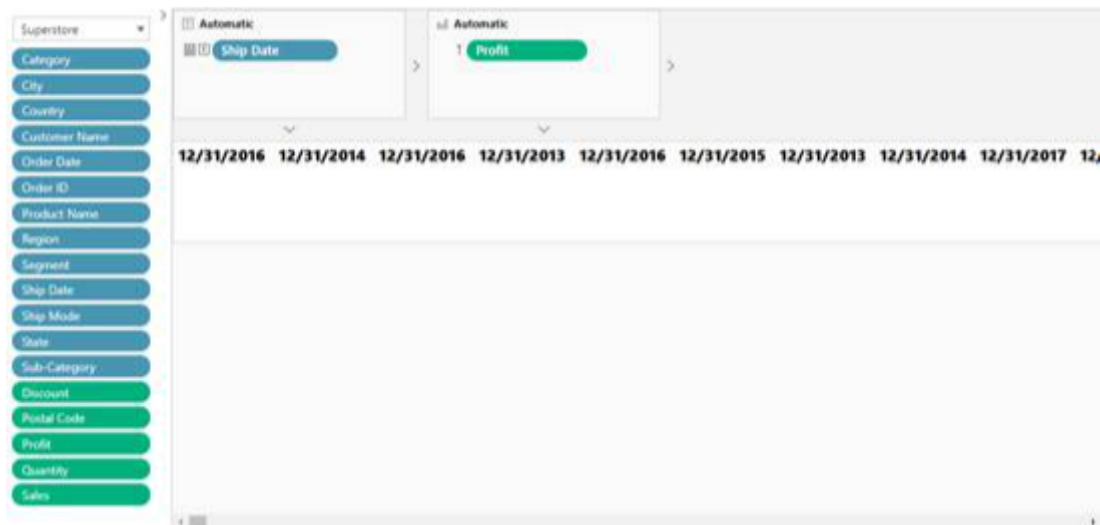 Superstore
Category
City
Country
Customer Name
Order Date
Order ID
Product Name
Region
Segment
Ship Date
Ship Mode
State
Sub-Category
Discount
Postal Code
Profit
Quantity
Sales
Automatic
Ship Date
Automatic
Profit
12/31/2016 12/31/2014 12/31/2016 12/31/2013 12/31/2016 12/31/2015 12/31/2013 12/31/2014 12/31/2017 12/